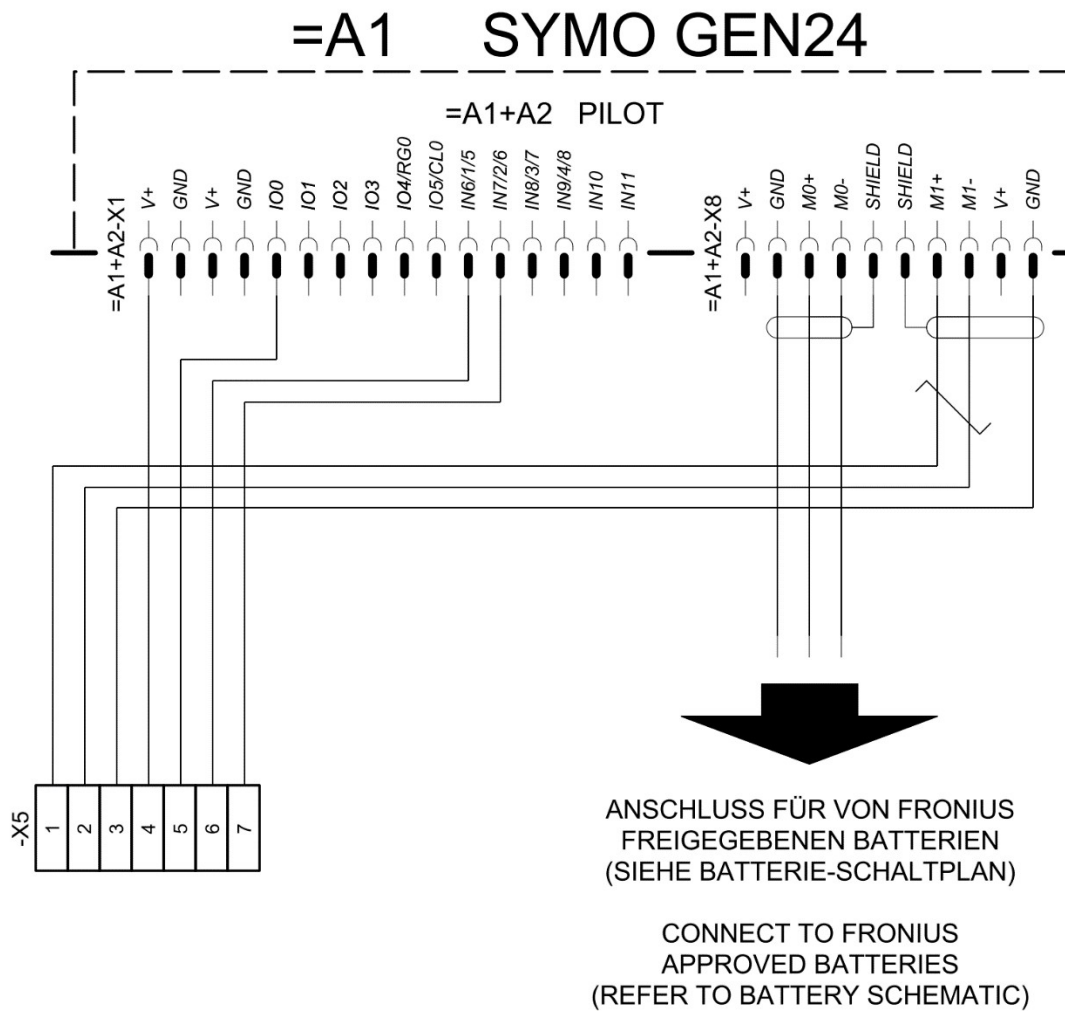 =A1 SYMO GEN24
=A1+A2 PILOT
=A1+A2-X1
V+
GND
V+
GND
IO0
IO1
IO2
IO3
IO4/RG0
IO5/CL0
IN6/1/5
IN7/2/6
IN8/3/7
IN9/4/8
IN10
IN11
=A1+A2-X8
V+
GND
M0+
M0-
SHIELD
SHIELD
M1+
M1-
V+
GND
-X5
1
2
3
4
5
6
7
ANSCHLUSS FÜR VON FRONIUS
FREIGEGEBENEN BATTERIEN
(SIEHE BATTERIE-SCHALTPLAN)
CONNECT TO FRONIUS
APPROVED BATTERIES
(REFER TO BATTERY SCHEMATIC)